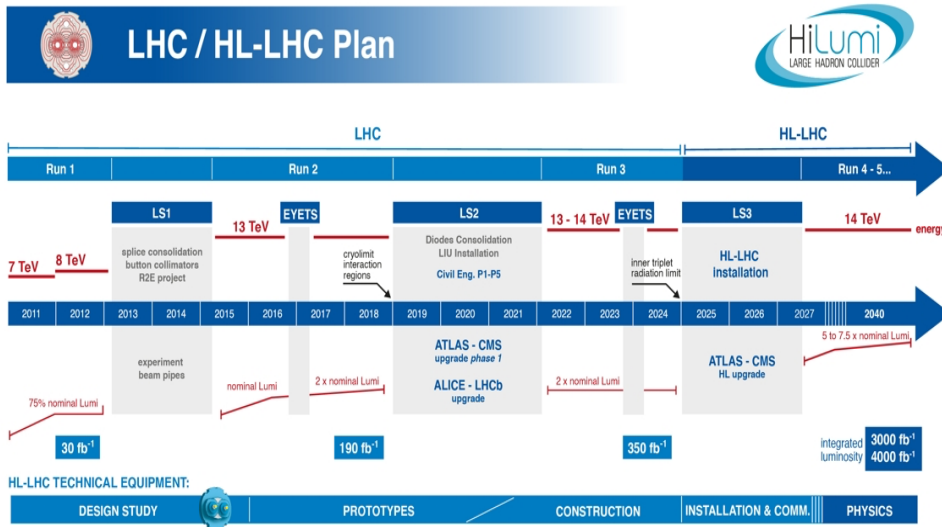 LHC / HL-LHC Plan
HiLumi
LARGE HADRON COLLIDER
LHC
HL-LHC
Run 1
Run 2
Run 3
Run 4 - 5...
LS1
EYETS
LS2
EYETS
LS3
13 TeV
13 - 14 TeV
14 TeV
energy
7 TeV
8 TeV
splice consolidation
button collimators
R2E project
cryolimit
interaction
regions
Diodes Consolidation
LIU Installation
Civil Eng. P1-P5
inner triplet
radiation limit
HL-LHC
installation
2011 2012 2013 2014 2015 2016 2017 2018 2019 2020 2021 2022 2023 2024 2025 2026 2027 2040
5 to 7.5 x nominal Lumi
experiment
beam pipes
ATLAS - CMS
upgrade phase 1
ALICE - LHCb
upgrade
ATLAS - CMS
HL upgrade
75% nominal Lumi
nominal Lumi
2 x nominal Lumi
2 x nominal Lumi
30 fb⁻¹
190 fb⁻¹
350 fb⁻¹
integrated
luminosity
3000 fb⁻¹
4000 fb⁻¹
HL-LHC TECHNICAL EQUIPMENT:
DESIGN STUDY
PROTOTYPES
CONSTRUCTION
INSTALLATION & COMM.
PHYSICS